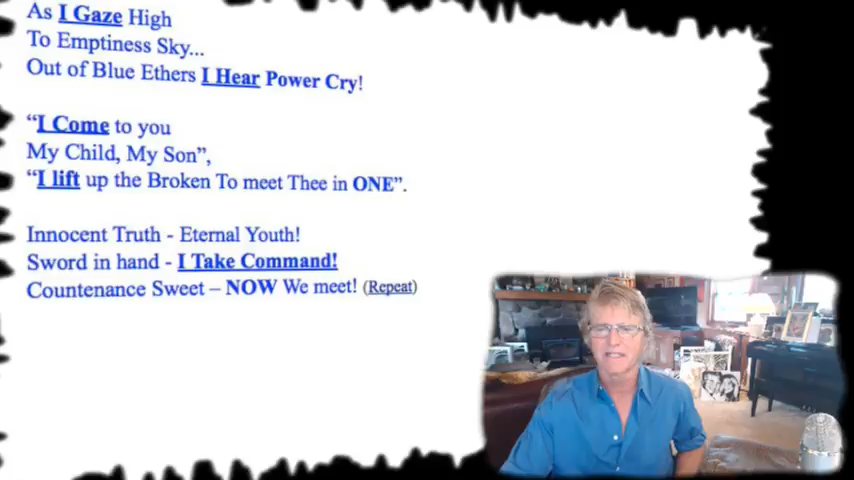 As I Gaze High
To Emptiness Sky...
Out of Blue Ethers I Hear Power Cry!
“I Come to you
My Child, My Son”,
“I lift up the Broken To meet Thee in ONE”.
Innocent Truth - Eternal Youth!
Sword in hand - I Take Command!
Countenance Sweet – NOW We meet! (Repeat)